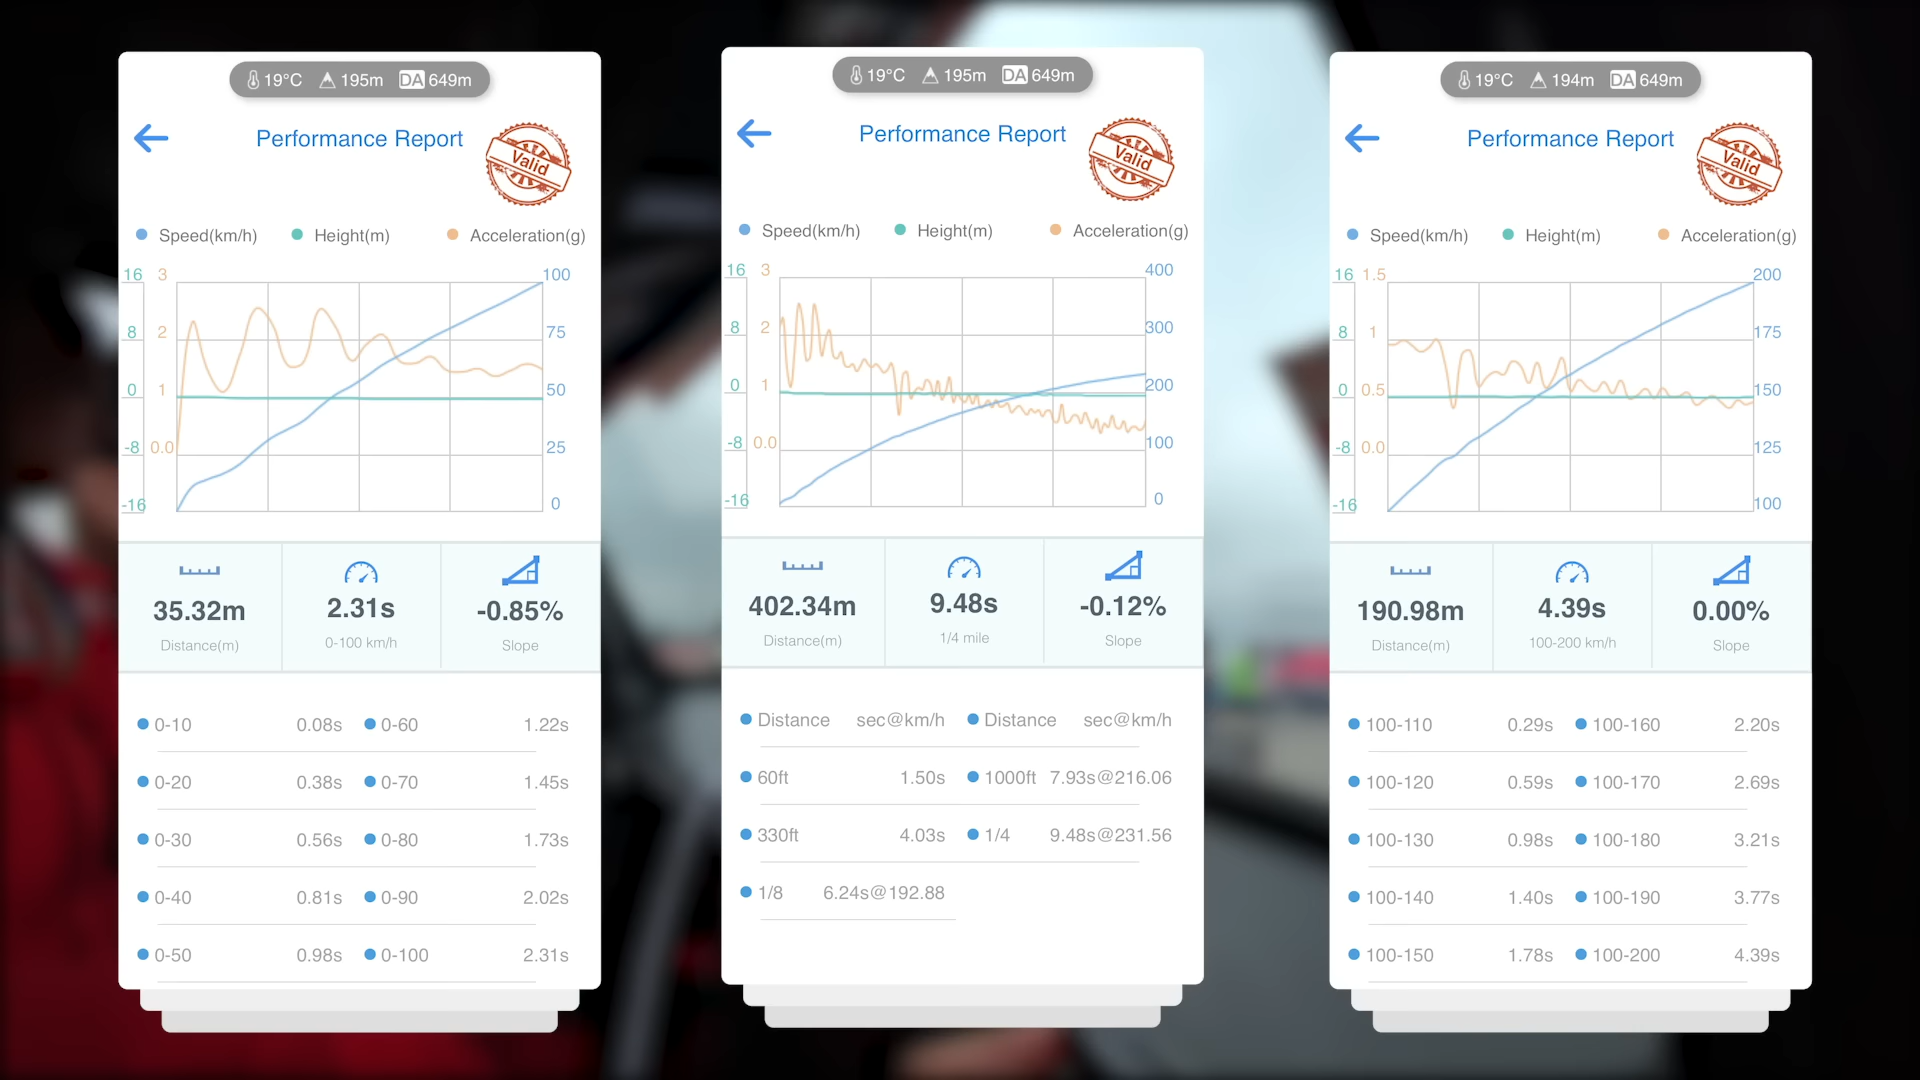 19°C 195m DA 649m
Performance Report
Valid
Speed(km/h) Height(m) Acceleration(g)
16 3 100
8 2 75
0 1 50
-8 0.0 25
-16 0
35.32m 2.31s -0.85%
Distance(m) 0-100 km/h Slope
0-10 0.08s 0-60 1.22s
0-20 0.38s 0-70 1.45s
0-30 0.56s 0-80 1.73s
0-40 0.81s 0-90 2.02s
0-50 0.98s 0-100 2.31s
19°C 195m DA 649m
Performance Report
Valid
Speed(km/h) Height(m) Acceleration(g)
16 3 400
8 2 300
0 1 200
-8 0.0 100
-16 0
402.34m 9.48s -0.12%
Distance(m) 1/4 mile Slope
Distance sec@km/h Distance sec@km/h
60ft 1.50s 1000ft 7.93s@216.06
330ft 4.03s 1/4 9.48s@231.56
1/8 6.24s@192.88
19°C 194m DA 649m
Performance Report
Valid
Speed(km/h) Height(m) Acceleration(g)
16 1.5 200
8 1 175
0 0.5 150
-8 0.0 125
-16 100
190.98m 4.39s 0.00%
Distance(m) 100-200 km/h Slope
100-110 0.29s 100-160 2.20s
100-120 0.59s 100-170 2.69s
100-130 0.98s 100-180 3.21s
100-140 1.40s 100-190 3.77s
100-150 1.78s 100-200 4.39s